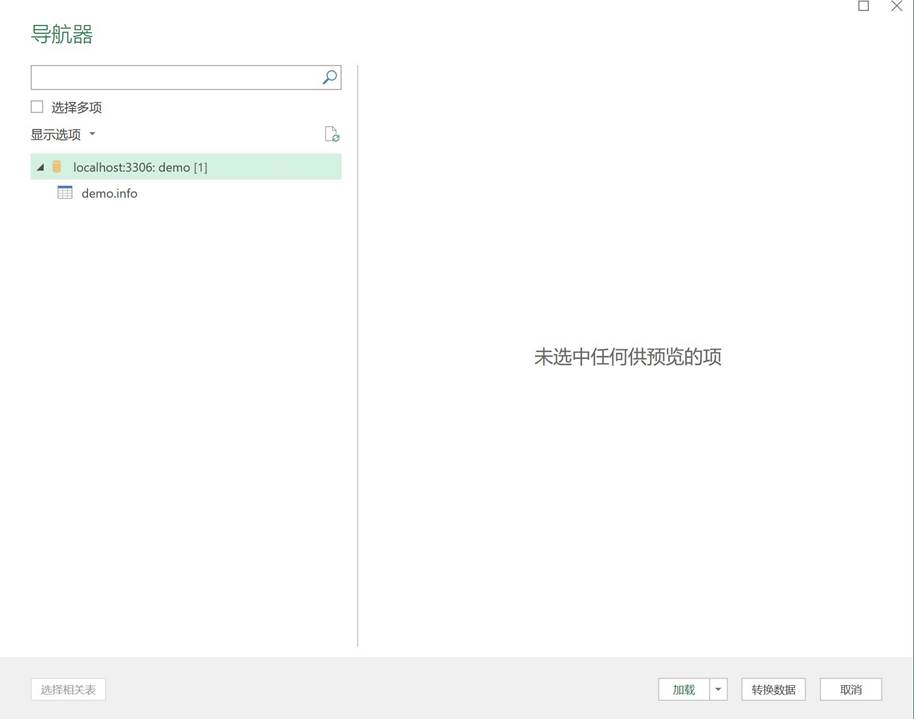 导航器
选择多项
显示选项
localhost:3306: demo [1]
demo.info
未选中任何供预览的项
选择相关表
加载
转换数据
取消